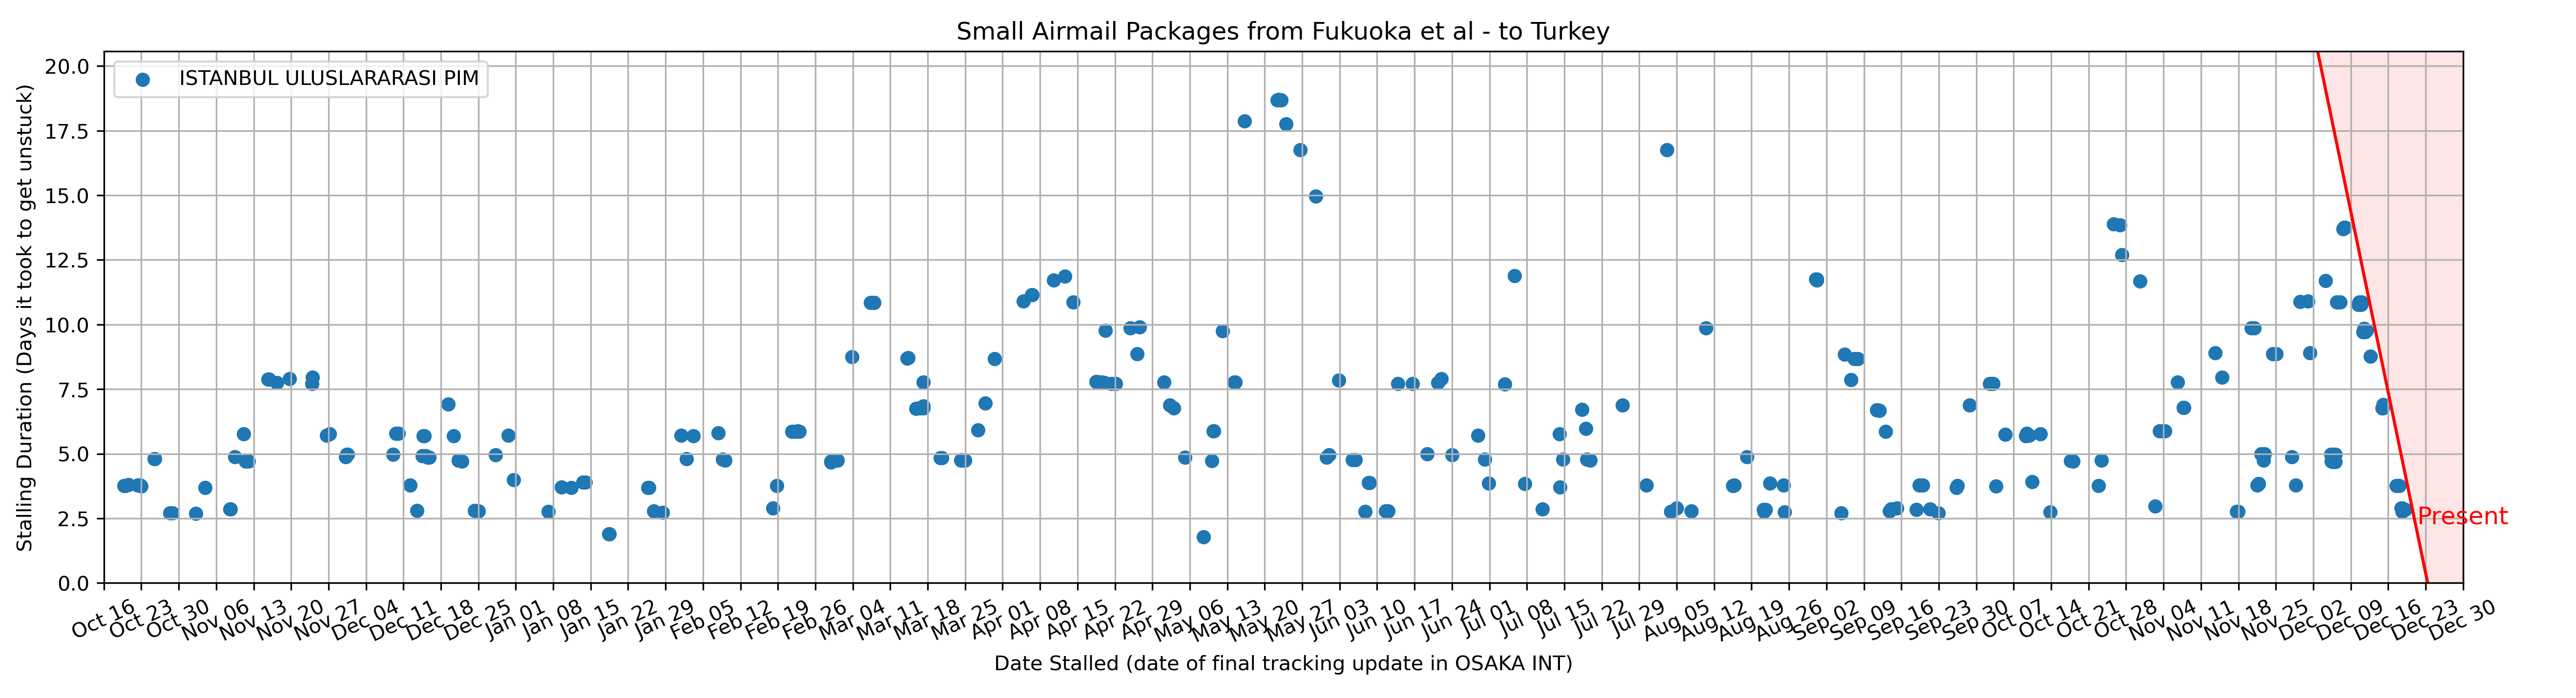 Small Airmail Packages from Fukuoka et al - to Turkey
ISTANBUL ULUSLARARASI PIM
Stalling Duration (Days it took to get unstuck)
20.0
17.5
15.0
12.5
10.0
7.5
5.0
2.5
0.0
Present
Oct 16
Oct 23
Oct 30
Nov 06
Nov 13
Nov 20
Nov 27
Dec 04
Dec 11
Dec 18
Dec 25
Jan 01
Jan 08
Jan 15
Jan 22
Jan 29
Feb 05
Feb 12
Feb 19
Feb 26
Mar 04
Mar 11
Mar 18
Mar 25
Apr 01
Apr 08
Apr 15
Apr 22
Apr 29
May 06
May 13
May 20
May 27
Jun 03
Jun 10
Jun 17
Jun 24
Jul 01
Jul 08
Jul 15
Jul 22
Jul 29
Aug 05
Aug 12
Aug 19
Aug 26
Sep 02
Sep 09
Sep 16
Sep 23
Sep 30
Oct 07
Oct 14
Oct 21
Oct 28
Nov 04
Nov 11
Nov 18
Nov 25
Dec 02
Dec 09
Dec 16
Dec 23
Dec 30
Date Stalled (date of final tracking update in OSAKA INT)